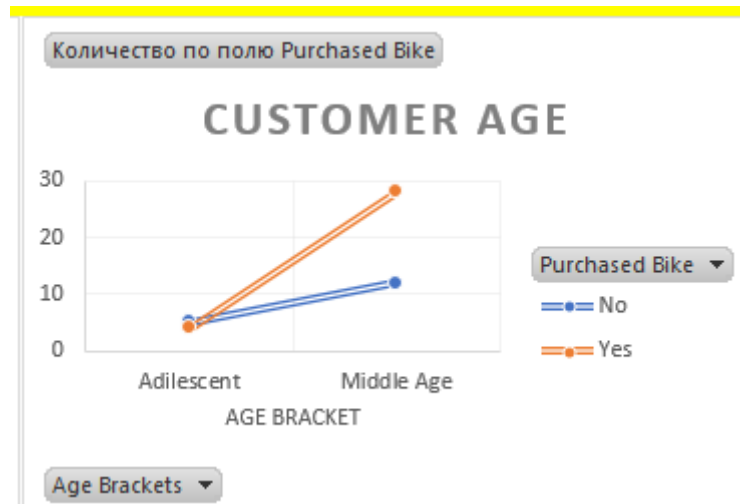 Количество по полю Purchased Bike
CUSTOMER AGE
30
20
10
0
Adilescent Middle Age
AGE BRACKET
Purchased Bike
No
Yes
Age Brackets